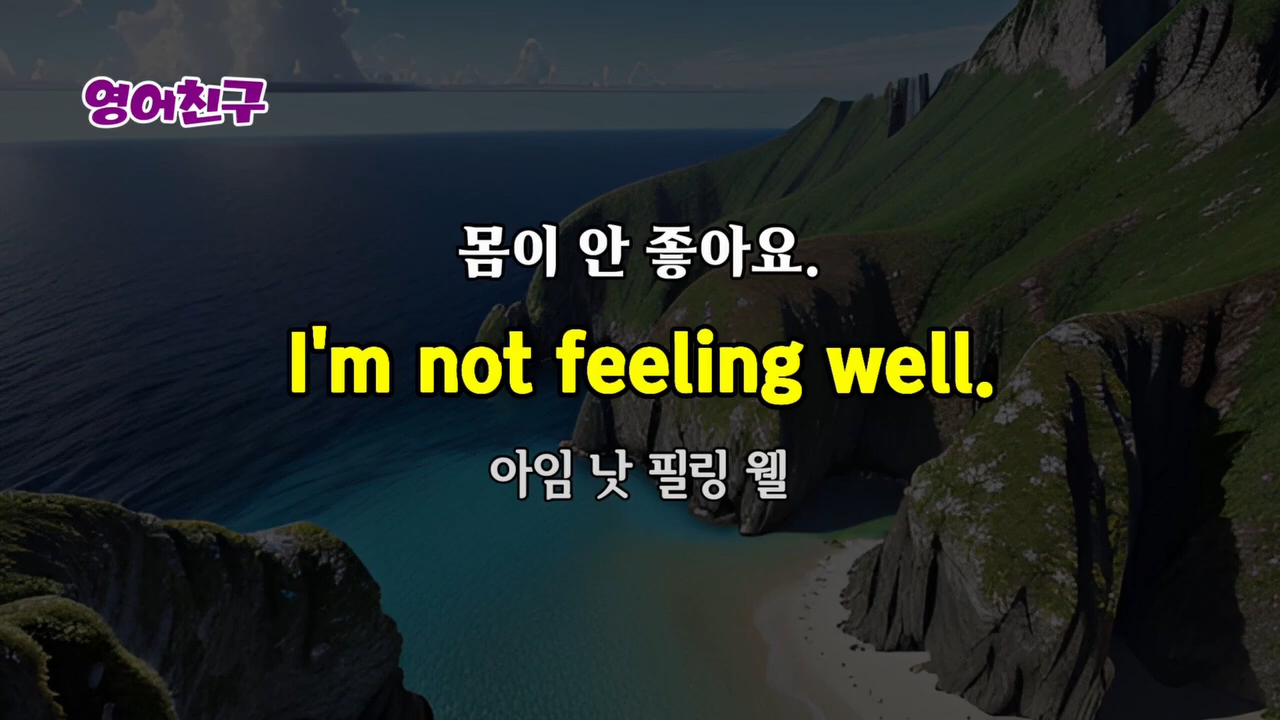 영어친구
몸이 안 좋아요.
I'm not feeling well.
아임 낫 필링 웰